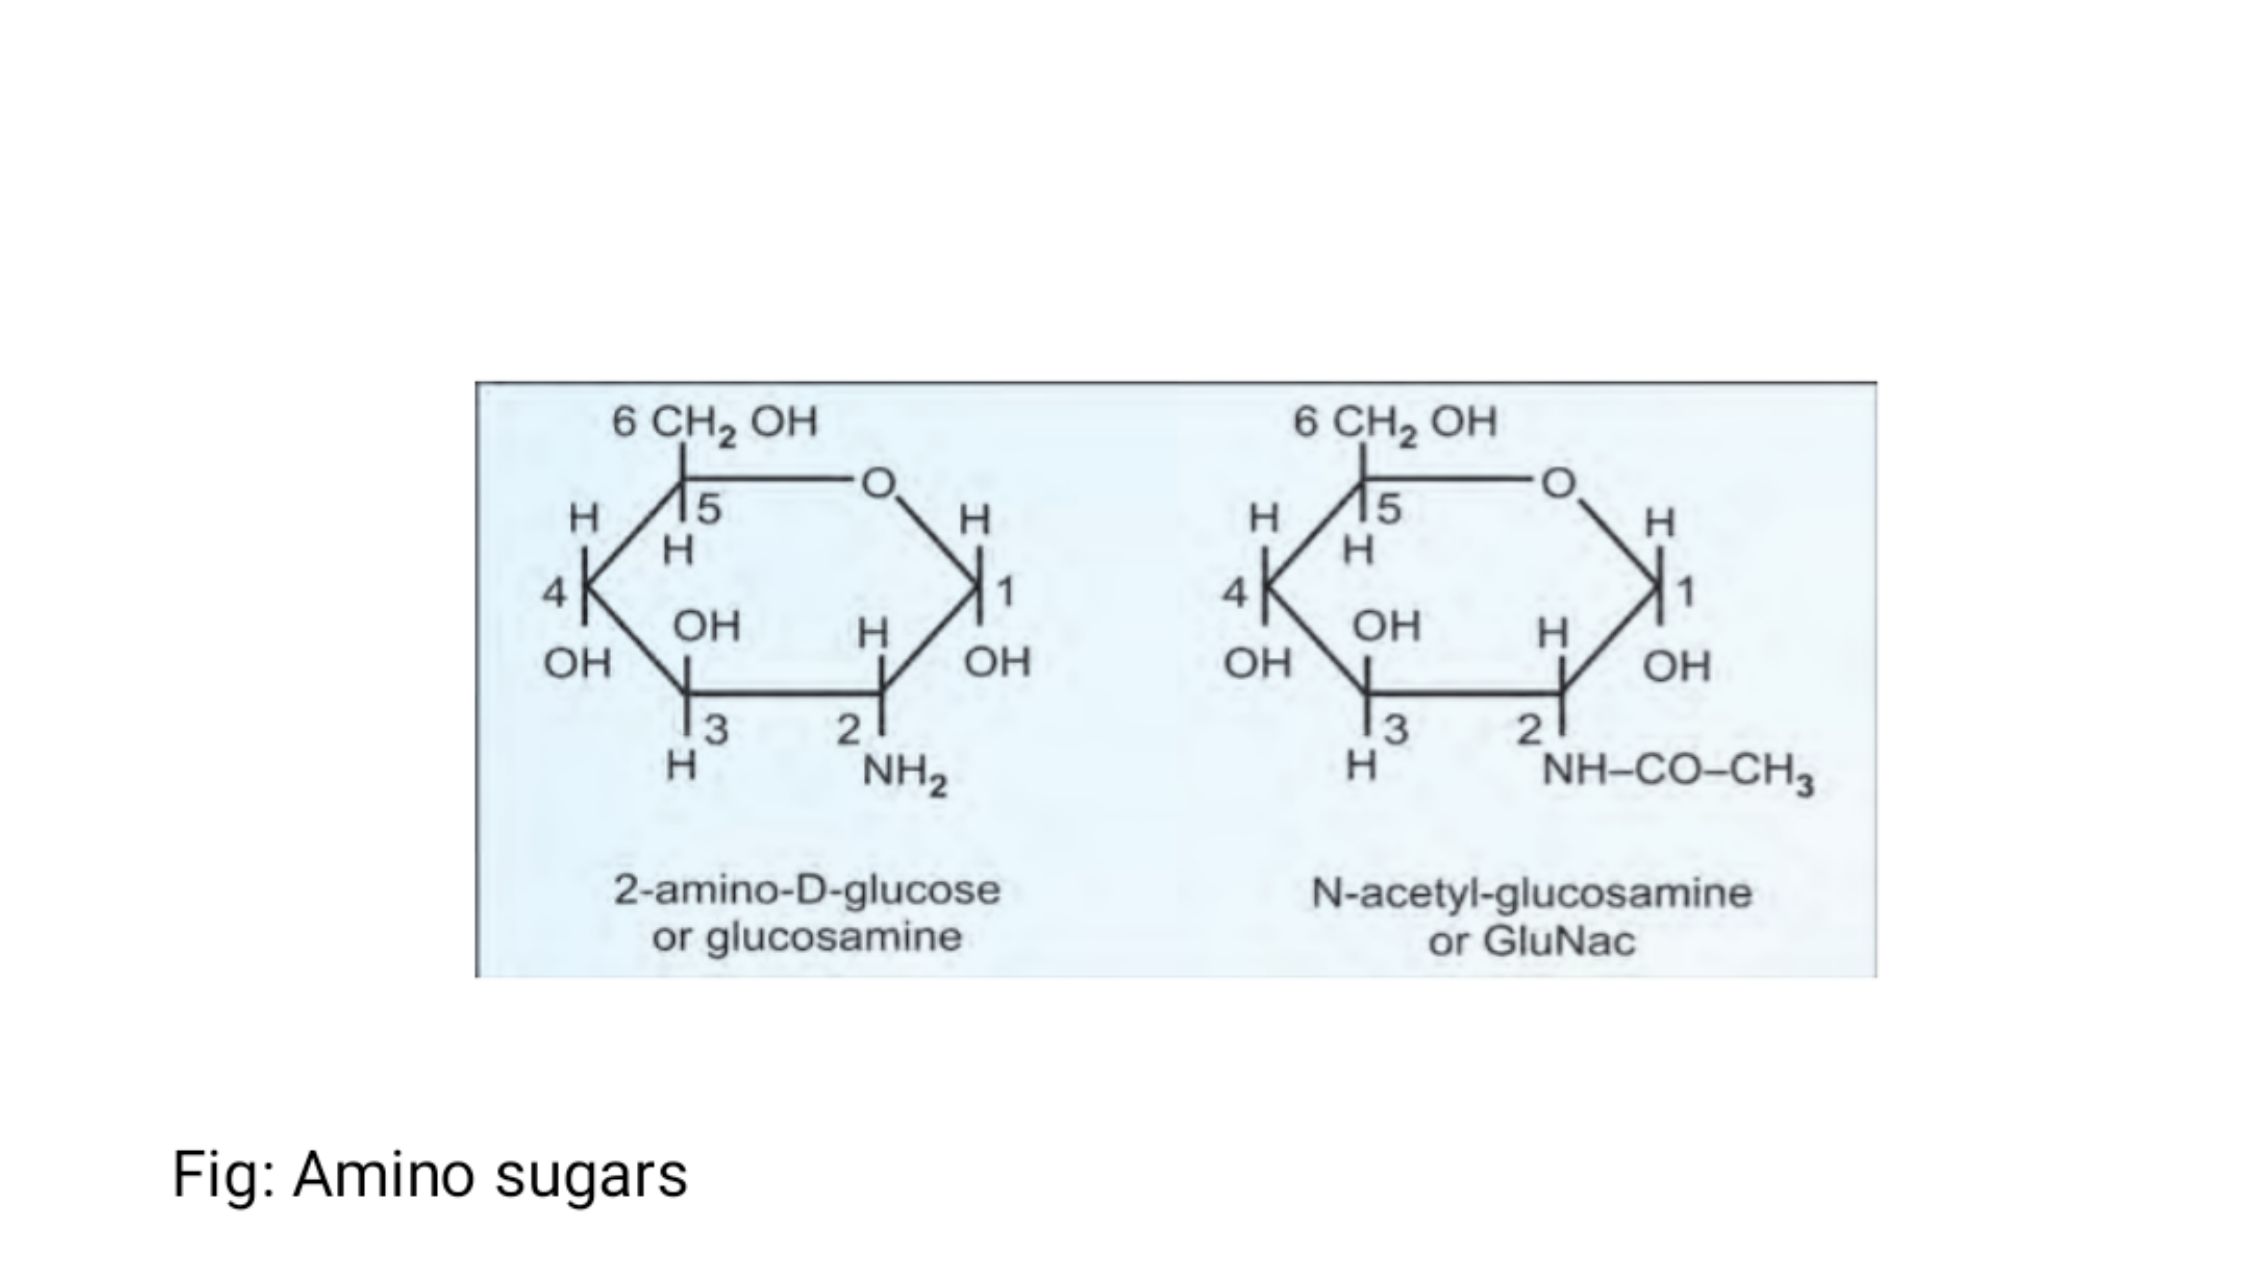 6 CH₂ OH
O
5
H
H
H
4
1
OH
H
OH
OH
3
2
H
NH₂
2-amino-D-glucose
or glucosamine
6 CH₂ OH
O
5
H
H
H
4
1
OH
H
OH
OH
3
2
H
NH–CO–CH₃
N-acetyl-glucosamine
or GluNac
Fig: Amino sugars